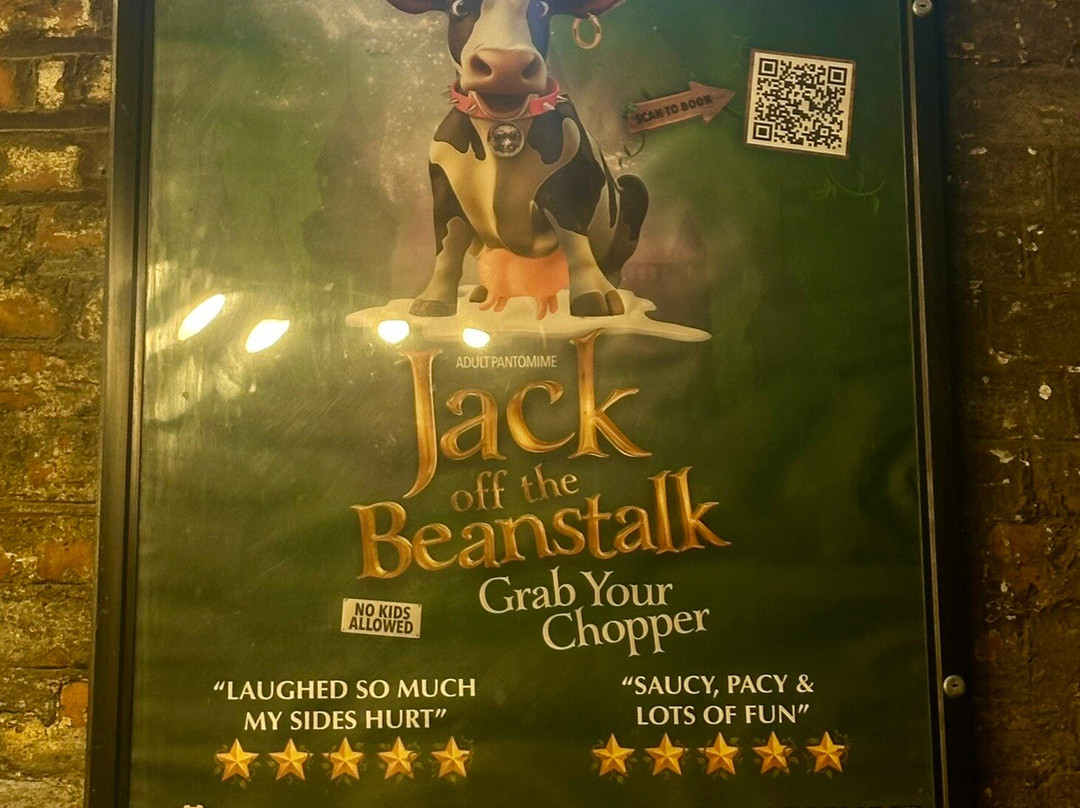 SCAN TO BOOK
ADULT PANTOMIME
Jack
off the
Beanstalk
Grab Your
Chopper
NO KIDS
ALLOWED
“LAUGHED SO MUCH
MY SIDES HURT”
“SAUCY, PACY &
LOTS OF FUN”